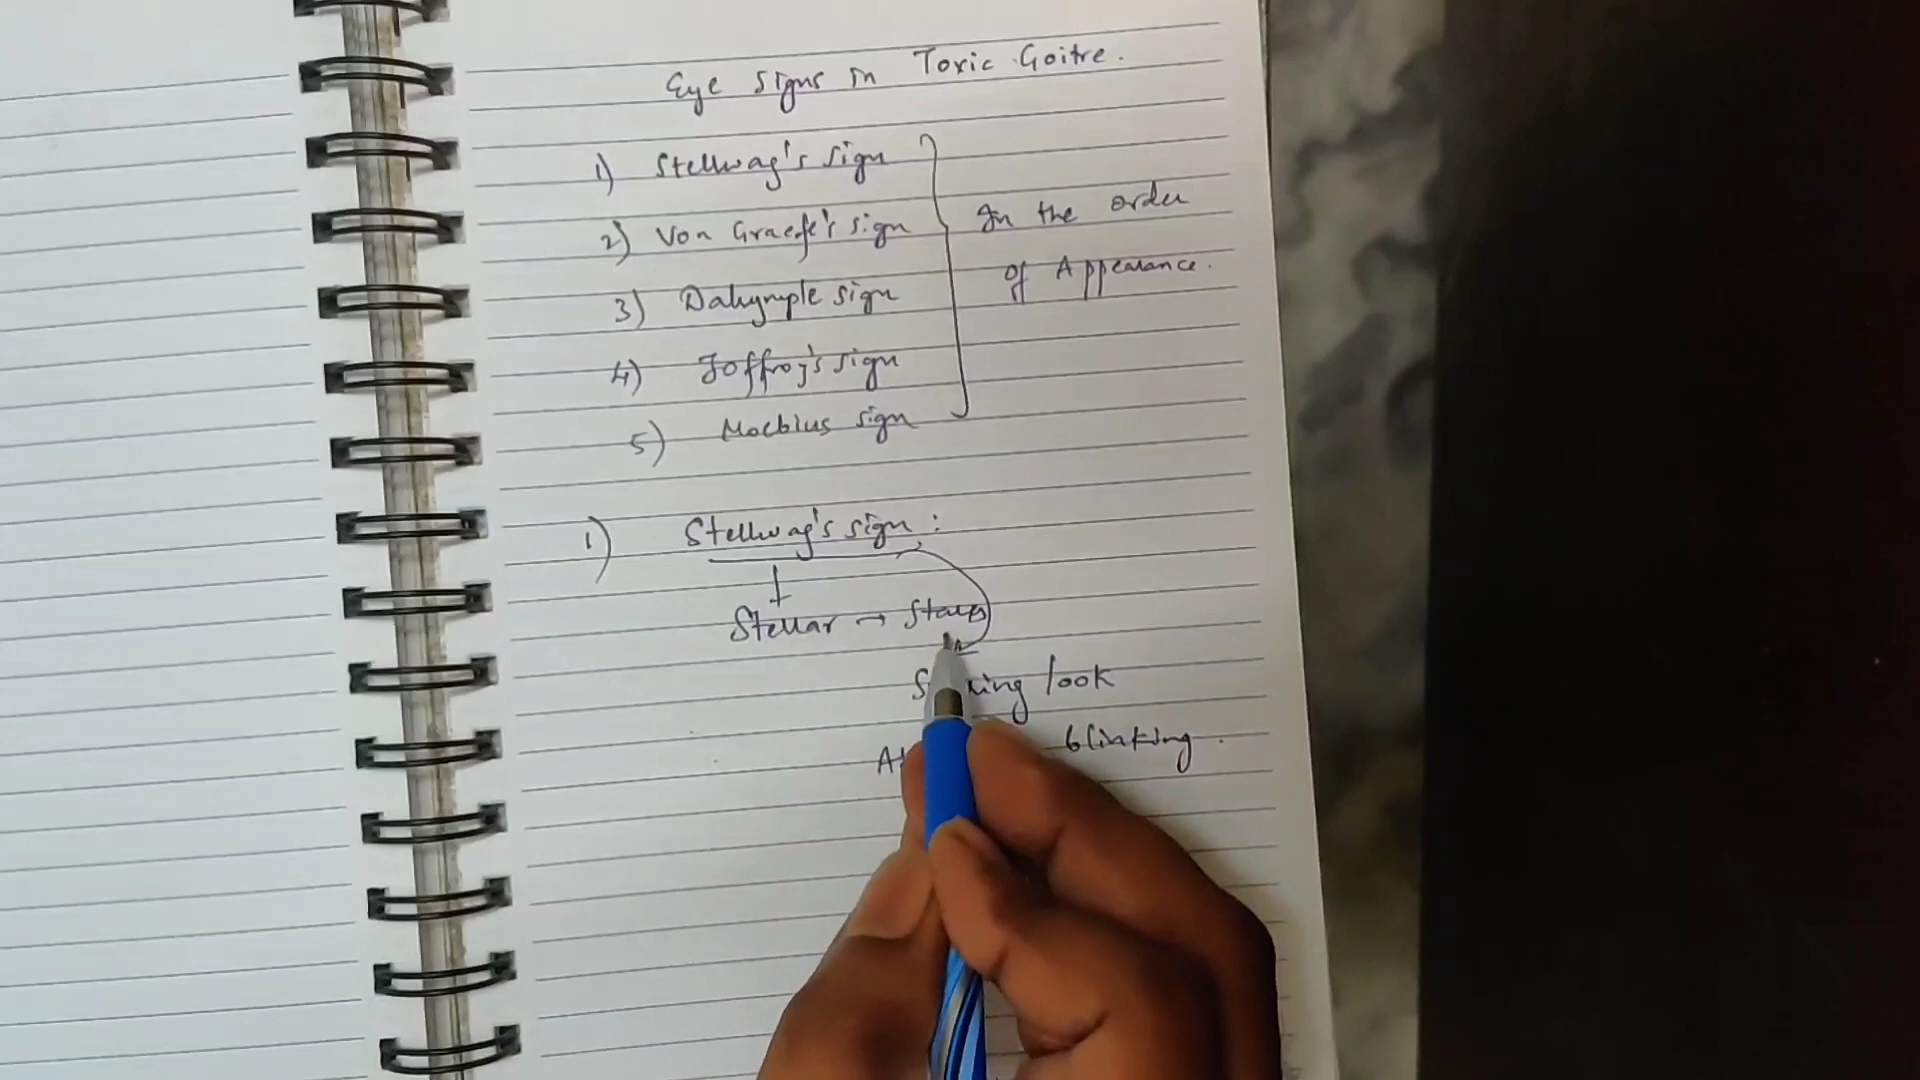 Eye signs in Toxic Goitre.
1) Stellwag's sign
2) Von Graefe's sign
3) Dalrymple sign
4) Joffroy's sign
5) Moebius sign
In the order
of Appearance.
1) Stellwag's sign :
Stellar → Stars
look
blinking.